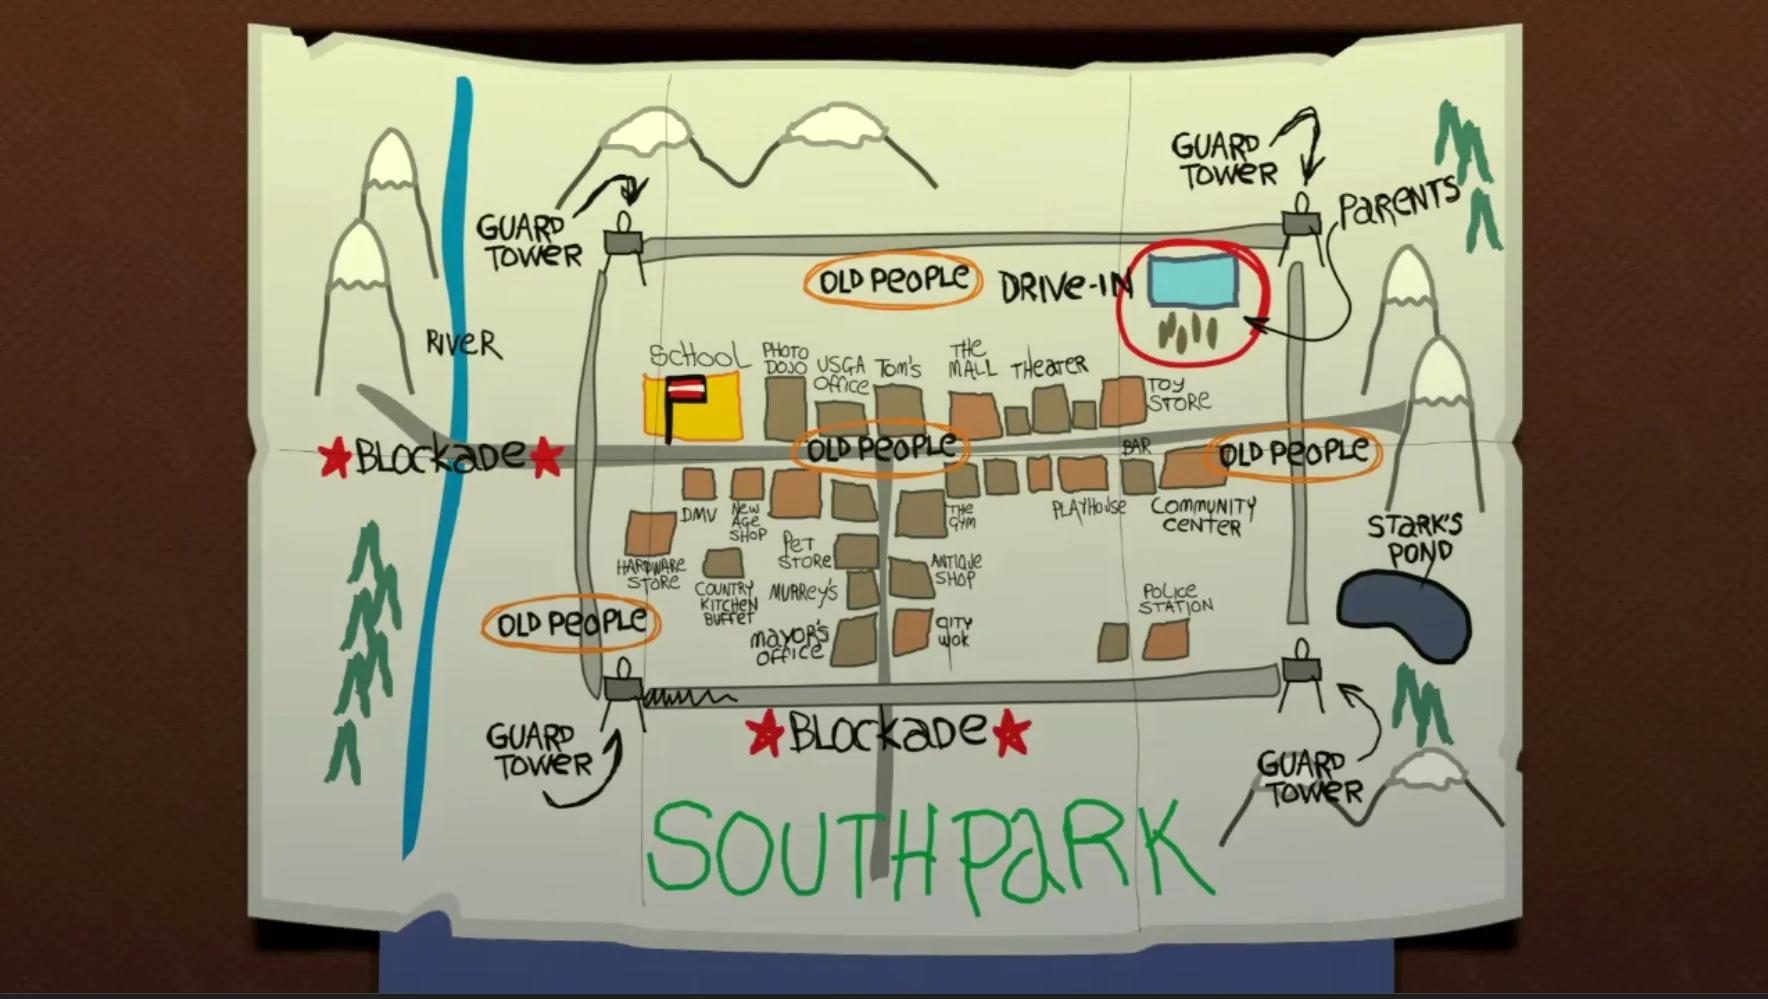 GUARD
TOWER
PARENTS
GUARD
TOWER
OLD PEOPLE
DRIVE-IN
RIVER
SCHOOL
PHOTO
DOJO
USGA
OFFICE
TOM'S
THE
MALL
THEATER
TOY
STORE
BLOCKADE
OLD PEOPLE
BAR
OLD PEOPLE
DMV
NEW
AGE
SHOP
THE
GYM
PLAYHOUSE
COMMUNITY
CENTER
STARK'S
POND
HARDWARE
STORE
PET
STORE
COUNTRY
KITCHEN
BUFFET
MURREY'S
ANTIQUE
SHOP
POLICE
STATION
OLD PEOPLE
MAYOR'S
OFFICE
CITY
WOK
GUARD
TOWER
BLOCKADE
GUARD
TOWER
SOUTH PARK